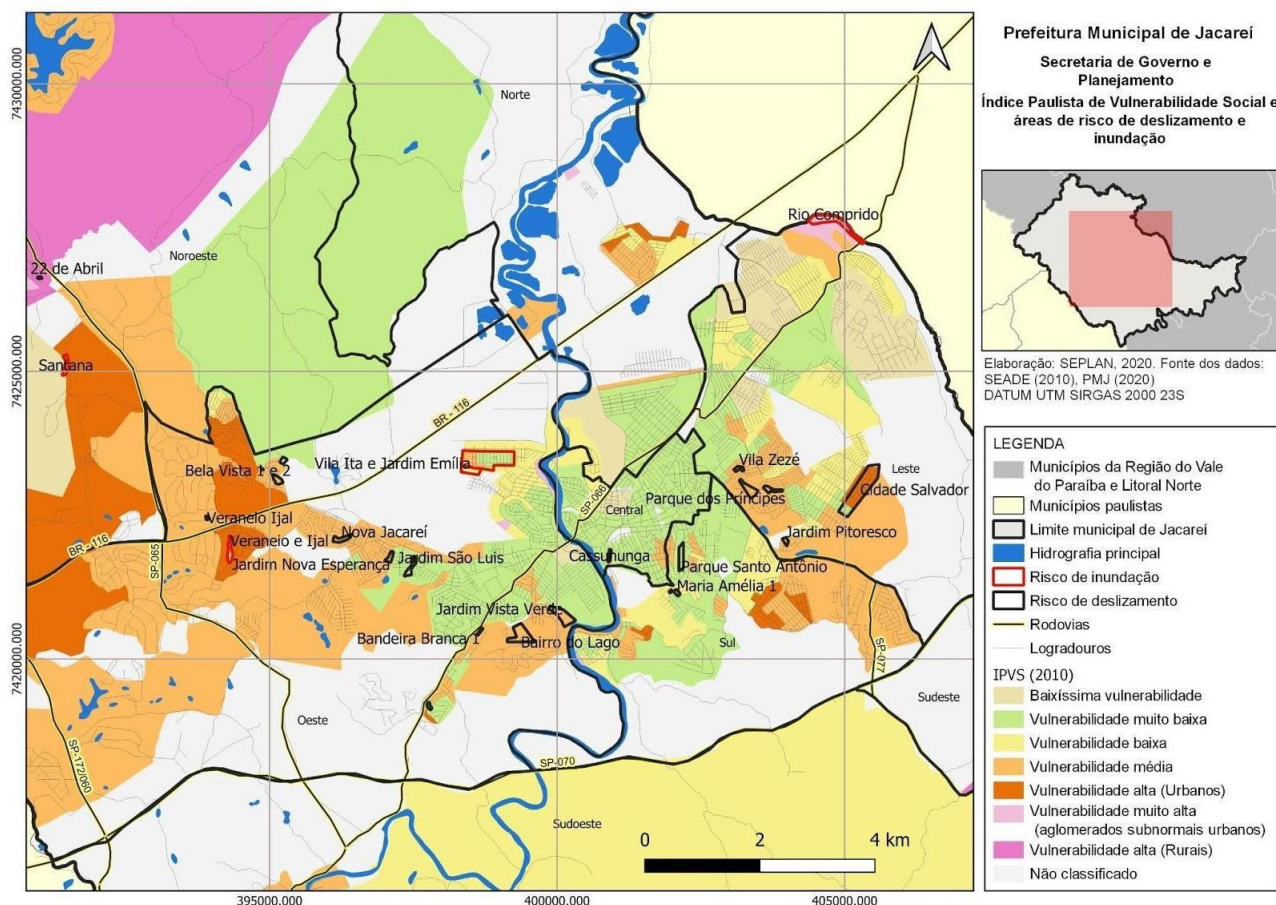 Prefeitura Municipal de Jacareí
Secretaria de Governo e
Planejamento
Índice Paulista de Vulnerabilidade Social e
áreas de risco de deslizamento e
inundação
Elaboração: SEPLAN, 2020. Fonte dos dados:
SEADE (2010), PMJ (2020)
DATUM UTM SIRGAS 2000 23S
LEGENDA
Municípios da Região do Vale
do Paraíba e Litoral Norte
Municípios paulistas
Limite municipal de Jacareí
Hidrografia principal
Risco de inundação
Risco de deslizamento
Rodovias
Logradouros
IPVS (2010)
Baixíssima vulnerabilidade
Vulnerabilidade muito baixa
Vulnerabilidade baixa
Vulnerabilidade média
Vulnerabilidade alta (Urbanos)
Vulnerabilidade muito alta
(aglomerados subnormais urbanos)
Vulnerabilidade alta (Rurais)
Não classificado
7430000.000
7425000.000
7420000.000
395000.000
400000.000
405000.000
Norte
Rio Comprido
Noroeste
22 de Abril
Santana
BR - 116
Bela Vista 1 e 2
Vila Ita e Jardim Emília
Vila Zezé
Leste
Cidade Salvador
SP-066
Parque dos Príncipes
Central
Veraneio Ijal
Nova Jacareí
Jardim Pitoresco
BR - 116
SP-065
Veraneio e Ijal
Jardim Nova Esperança
Jardim São Luis
Cassununga
Parque Santo Antônio
Maria Amélia 1
Jardim Vista Verde
Bandeira Branca 1
Bairro do Lago
Sul
SP-077
Sudeste
Oeste
SP-172/060
SP-070
Sudoeste
0 2 4 km